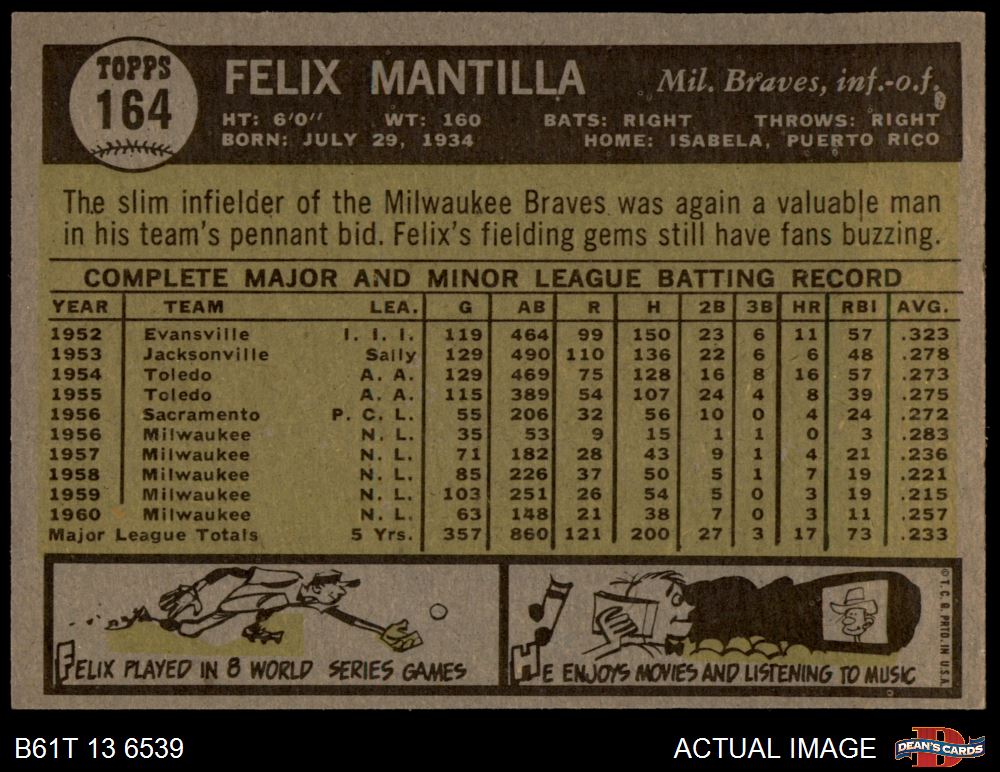 TOPPS
164
FELIX MANTILLA
Mil. Braves, inf.-o.f.
HT: 6'0" WT: 160 BATS: RIGHT THROWS: RIGHT
BORN: JULY 29, 1934 HOME: ISABELA, PUERTO RICO
The slim infielder of the Milwaukee Braves was again a valuable man
in his team's pennant bid. Felix's fielding gems still have fans buzzing.
COMPLETE MAJOR AND MINOR LEAGUE BATTING RECORD
YEAR TEAM LEA. G AB R H 2B 3B HR RBI AVG.
1952 Evansville I. I. I. 119 464 99 150 23 6 11 57 .323
1953 Jacksonville Sally 129 490 110 136 22 6 6 48 .278
1954 Toledo A. A. 129 469 75 128 16 8 16 57 .273
1955 Toledo A. A. 115 389 54 107 24 4 8 39 .275
1956 Sacramento P. C. L. 55 206 32 56 10 0 4 24 .272
1956 Milwaukee N. L. 35 53 9 15 1 1 0 3 .283
1957 Milwaukee N. L. 71 182 28 43 9 1 4 21 .236
1958 Milwaukee N. L. 85 226 37 50 5 1 7 19 .221
1959 Milwaukee N. L. 103 251 26 54 5 0 3 19 .215
1960 Milwaukee N. L. 63 148 21 38 7 0 3 11 .257
Major League Totals 5 Yrs. 357 860 121 200 27 3 17 73 .233
FELIX PLAYED IN 8 WORLD SERIES GAMES
HE ENJOYS MOVIES AND LISTENING TO MUSIC
© T. C. G. PRTD. IN U.S.A.
B61T 13 6539
ACTUAL IMAGE
D
DEAN'S CARDS